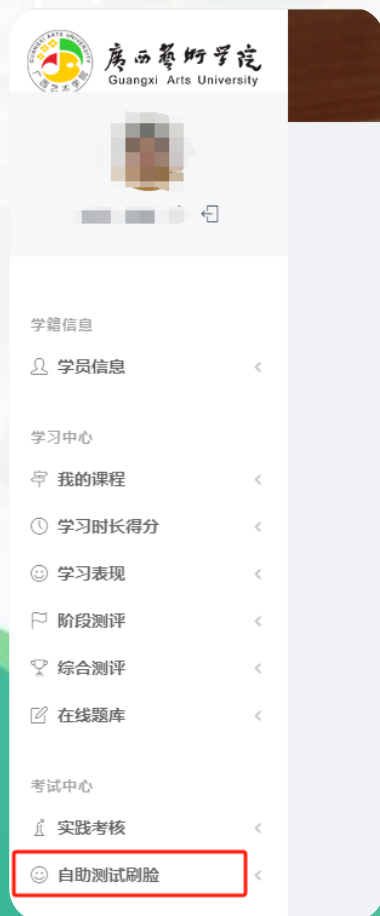 廣西藝術学院
Guangxi Arts University
学籍信息
学员信息
学习中心
我的课程
学习时长得分
学习表现
阶段测评
综合测评
在线题库
考试中心
实践考核
自助测试刷脸